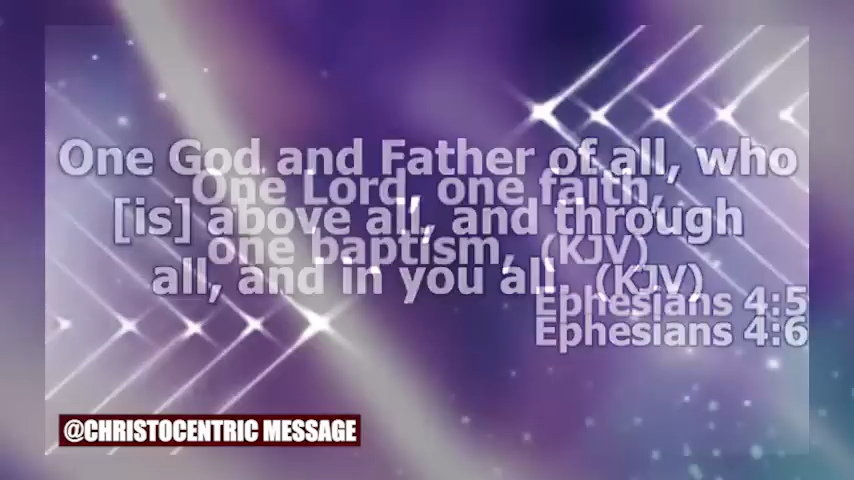 One God and Father of all, who
One Lord, one faith,
[is] above all, and through
one baptism, (KJV)
all, and in you all. (KJV)
Ephesians 4:5
Ephesians 4:6
@CHRISTOCENTRIC MESSAGE